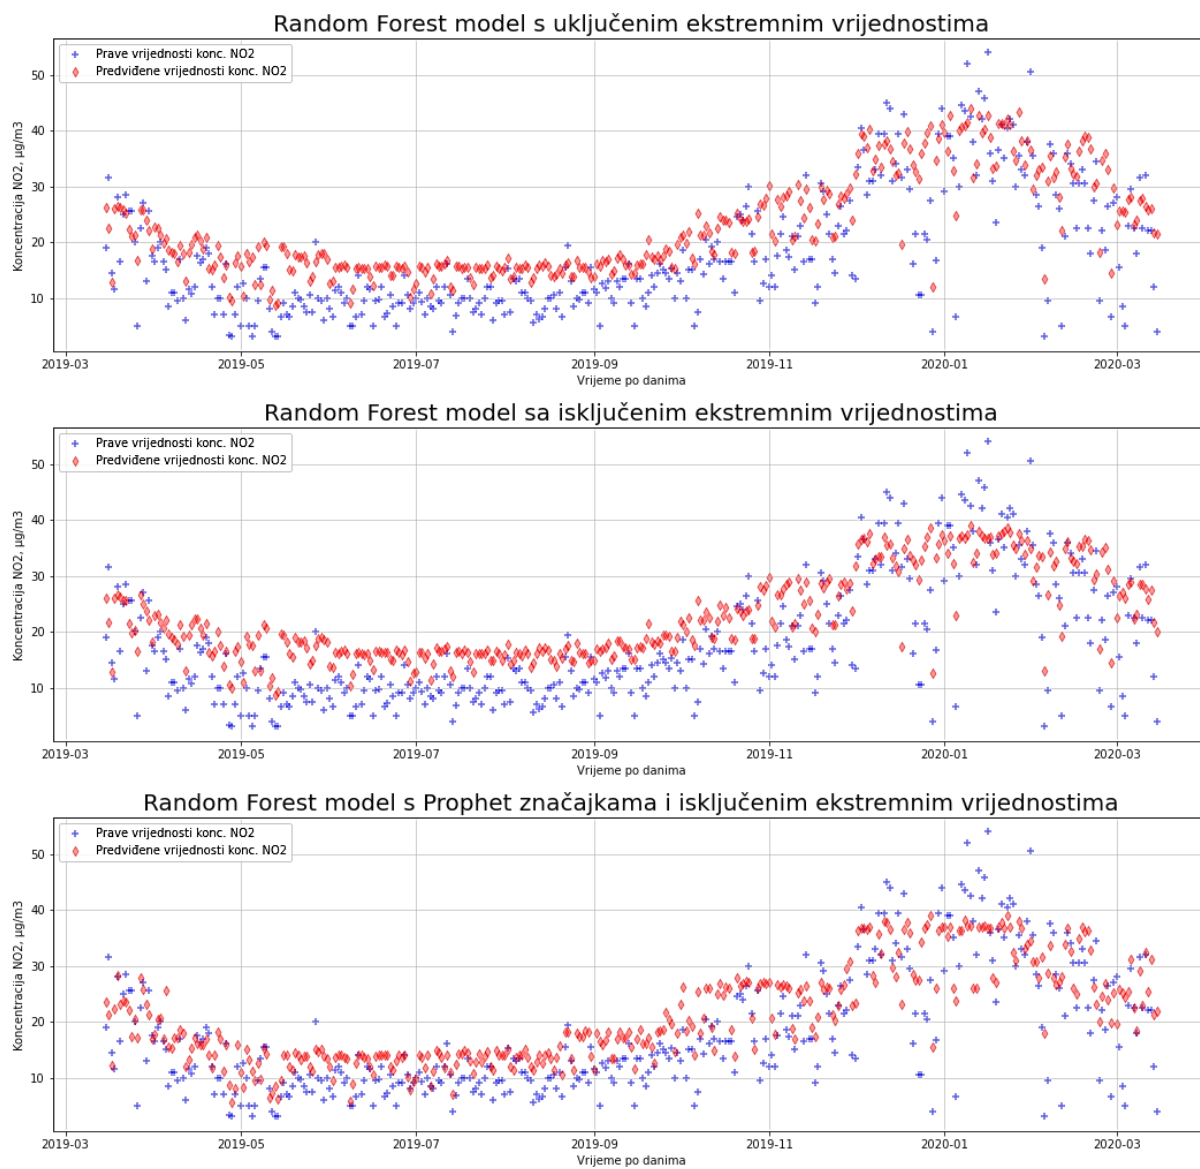 Random Forest model s uključenim ekstremnim vrijednostima
Prave vrijednosti konc. NO2
Predviđene vrijednosti konc. NO2
Koncentracija NO2, µg/m3
50
40
30
20
10
2019-03 2019-05 2019-07 2019-09 2019-11 2020-01 2020-03
Vrijeme po danima
Random Forest model sa isključenim ekstremnim vrijednostima
Prave vrijednosti konc. NO2
Predviđene vrijednosti konc. NO2
Koncentracija NO2, µg/m3
50
40
30
20
10
2019-03 2019-05 2019-07 2019-09 2019-11 2020-01 2020-03
Vrijeme po danima
Random Forest model s Prophet značajkama i isključenim ekstremnim vrijednostima
Prave vrijednosti konc. NO2
Predviđene vrijednosti konc. NO2
Koncentracija NO2, µg/m3
50
40
30
20
10
2019-03 2019-05 2019-07 2019-09 2019-11 2020-01 2020-03
Vrijeme po danima